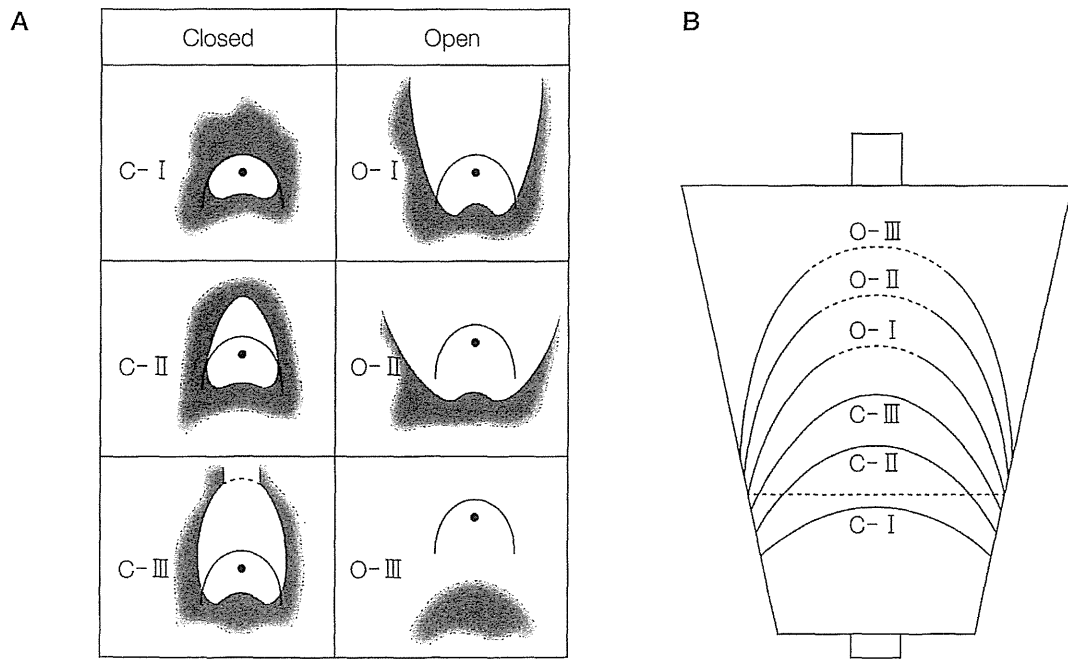 A
Closed
Open
C-Ⅰ
O-Ⅰ
C-Ⅱ
O-Ⅱ
C-Ⅲ
O-Ⅲ
B
O-Ⅲ
O-Ⅱ
O-Ⅰ
C-Ⅲ
C-Ⅱ
C-Ⅰ